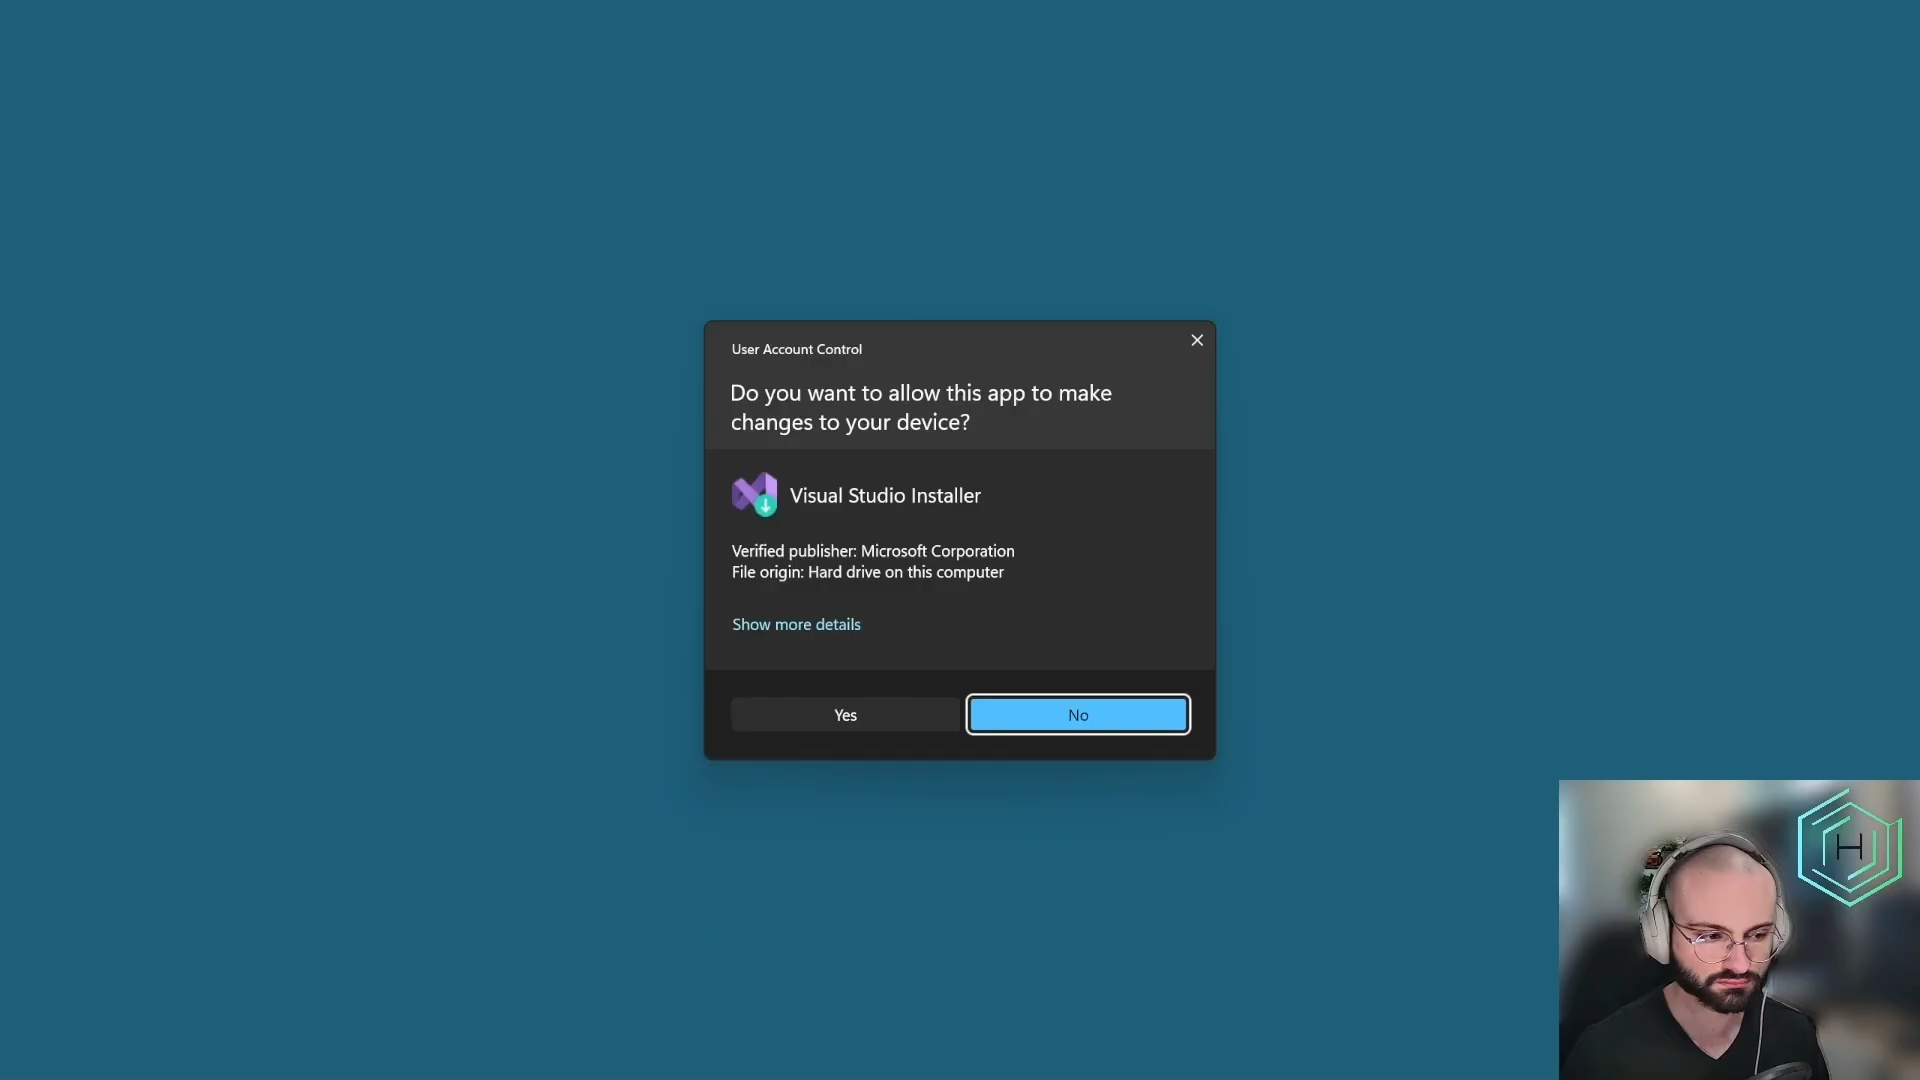 User Account Control
Do you want to allow this app to make
changes to your device?
Visual Studio Installer
Verified publisher: Microsoft Corporation
File origin: Hard drive on this computer
Show more details
Yes
No
H